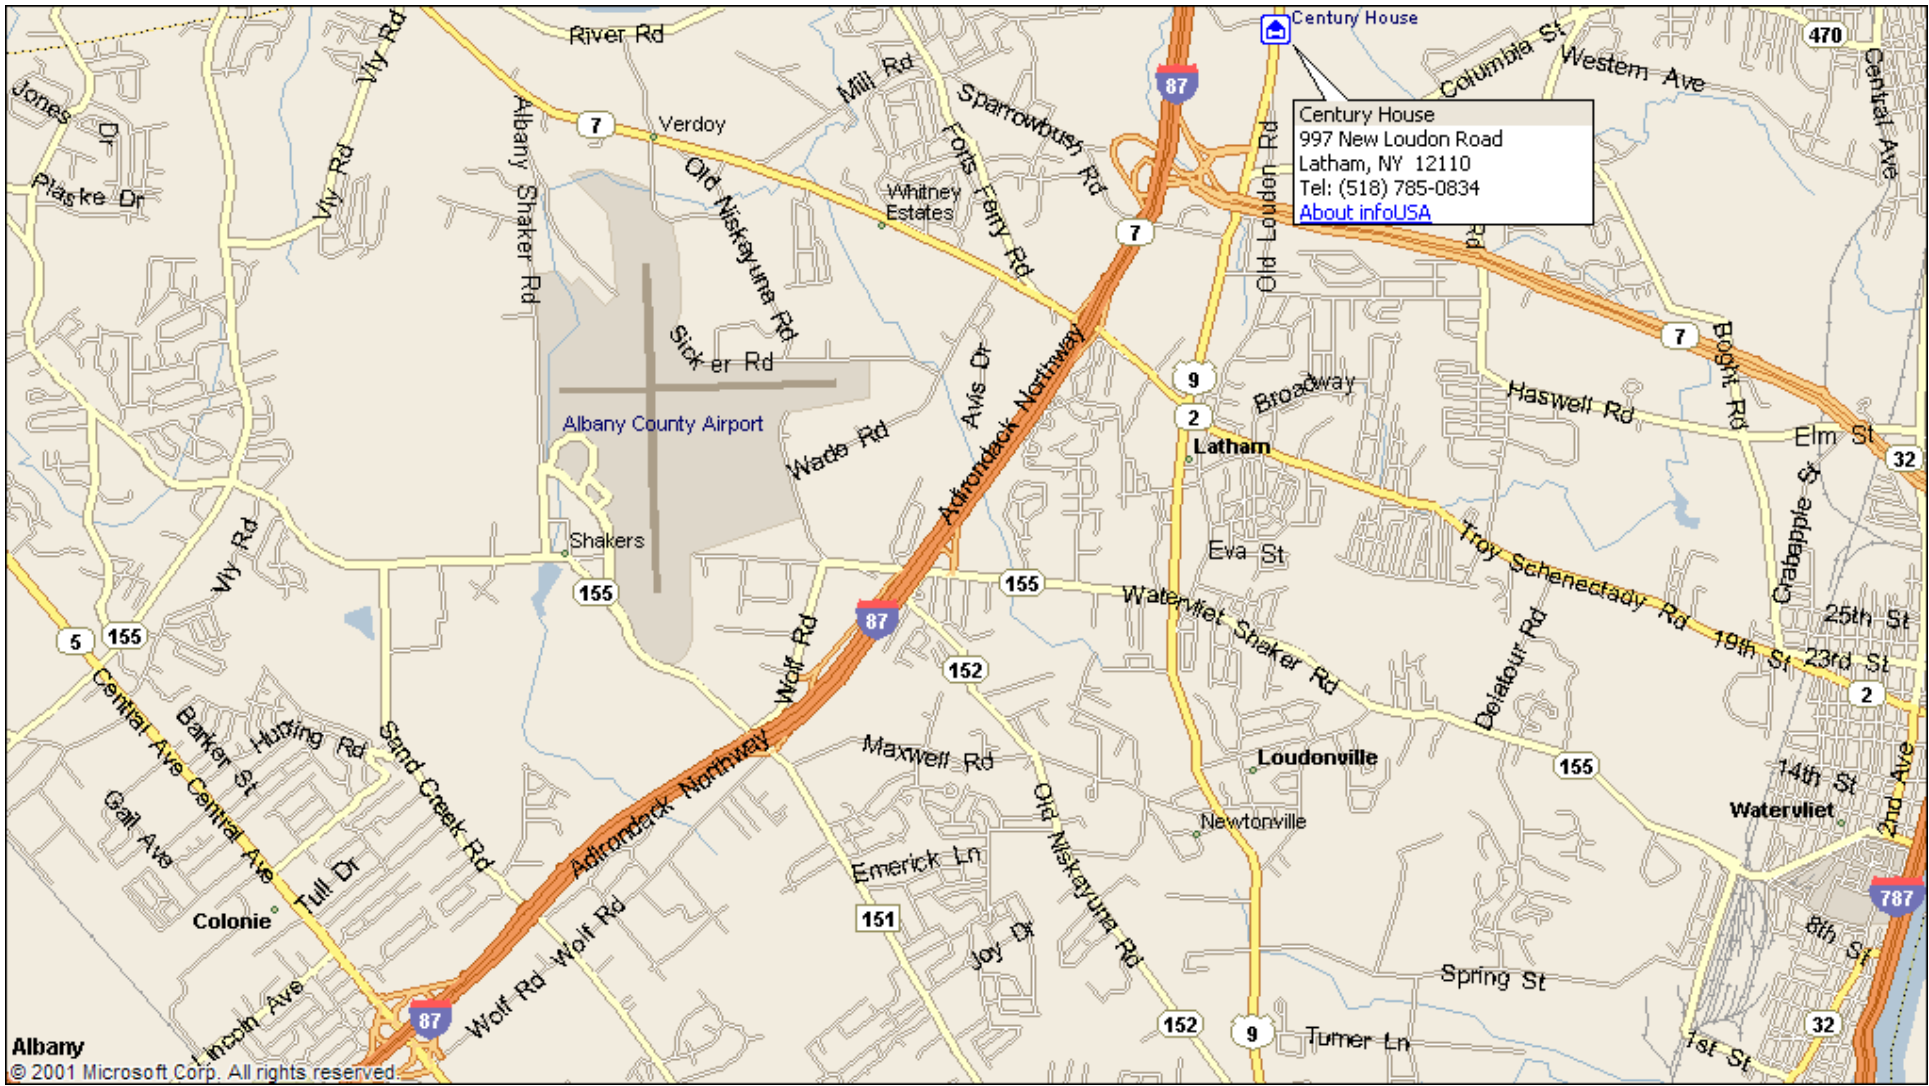 River Rd
Vly Rd
Century House
470
Columbia St
Western Ave
Central Ave
87
Mill Rd
Sparrowbush Rd
Jones Dr
Albany Shaker Rd
7
Verdoy
Forts Ferry Rd
Old Loudon Rd
Century House
997 New Loudon Road
Latham, NY 12110
Tel: (518) 785-0834
About infoUSA
Vly Rd
Plaske Dr
Old Niskayuna Rd
Whitney
Estates
7
Rd
7
Sicker Rd
Avis Dr
Adirondack Northway
9
Broadway
Boght Rd
Haswell Rd
Albany County Airport
2
Latham
Elm St
32
Wade Rd
Crabapple St
Vly Rd
Shakers
155
155
Eva St
Troy Schenectady Rd
Watervliet Shaker Rd
Delatour Rd
25th St
5
155
87
Wolf Rd
152
19th St
23rd St
2
Central Ave
Central Ave
Barker St
Hunting Rd
Sand Creek Rd
Adirondack Northway
Maxwell Rd
Loudonville
155
14th St
2nd Ave
Gail Ave
Old Niskayuna Rd
Newtonville
Watervliet
Tull Dr
Emerick Ln
787
Colonie
Wolf Rd
Wolf Rd
151
Joy Dr
8th St
Spring St
Lincoln Ave
87
152
9
Turner Ln
32
1st St
Albany
© 2001 Microsoft Corp. All rights reserved.